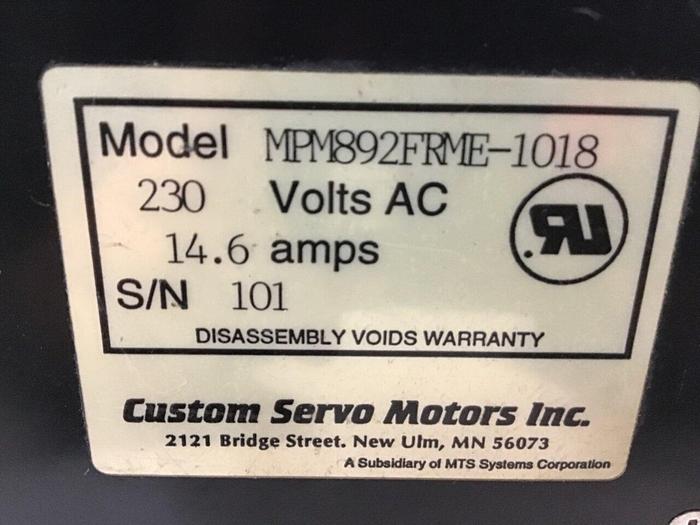 Model MPM892FRME-1018
230 Volts AC
14.6 amps
S/N 101
RU
DISASSEMBLY VOIDS WARRANTY
Custom Servo Motors Inc.
2121 Bridge Street. New Ulm, MN 56073
A Subsidiary of MTS Systems Corporation